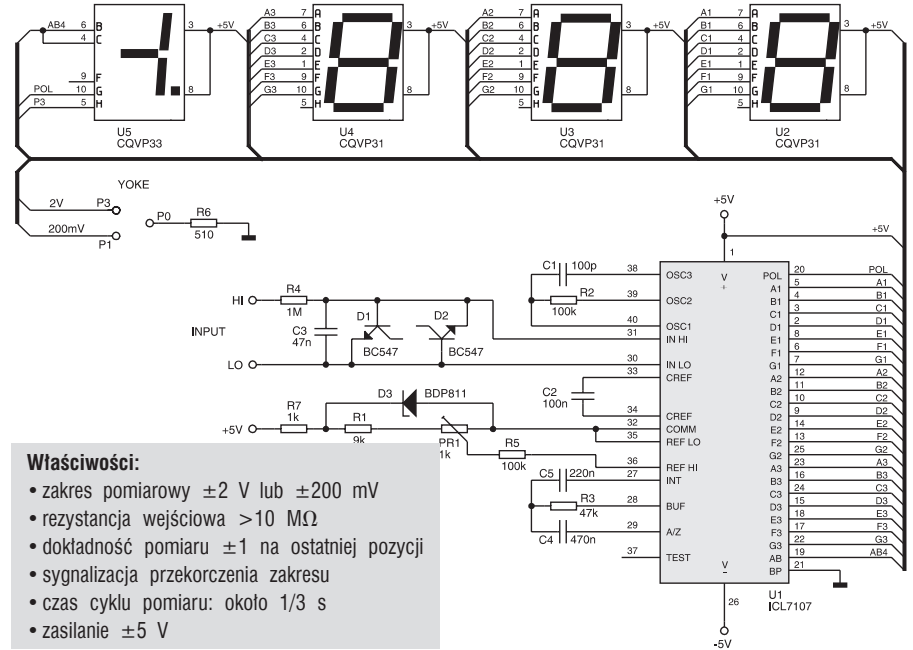 AB4 6 B 3 +5V
4 C
9 F
POL 10 G 8
P3 5 H
U5
CQVP33
A3 7 A 3 +5V
B3 6 B
C3 4 C
D3 2 D
E3 1 E
F3 9 F
G3 10 G 8
5 H
U4
CQVP31
A2 7 A 3 +5V
B2 6 B
C2 4 C
D2 2 D
E2 1 E
F2 9 F
G2 10 G 8
5 H
U3
CQVP31
A1 7 A 3 +5V
B1 6 B
C1 4 C
D1 2 D
E1 1 E
F1 9 F
G1 10 G 8
5 H
U2
CQVP31
YOKE
2V P3
P0 R6
510
200mV
P1
+5V
+5V
1
C1 100p
R2
100k
38 OSC3
39 OSC2
40 OSC1
31 IN HI
30 IN LO
33 CREF
34 CREF
32 COMM
35 REF LO
36 REF HI
27 INT
28 BUF
29 A/Z
37 TEST
V
+
POL 20 POL
A1 5 A1
B1 4 B1
C1 3 C1
D1 2 D1
E1 8 E1
F1 6 F1
G1 7 G1
A2 12 A2
B2 11 B2
C2 10 C2
D2 9 D2
E2 14 E2
F2 13 F2
G2 25 G2
A3 23 A3
B3 16 B3
C3 24 C3
D3 15 D3
E3 18 E3
F3 17 F3
G3 22 G3
AB 19 AB4
BP 21
V
-
U1
ICL7107
26
-5V
HI R4
1M
INPUT
C3
47n
D1
BC547
D2
BC547
LO
C2
100n
D3 BDP811
+5V R7
1k
R1
9k
PR1
1k
R5
100k
C5 220n
R3
47k
C4 470n
Właściwości:
• zakres pomiarowy ±2 V lub ±200 mV
• rezystancja wejściowa >10 MΩ
• dokładność pomiaru ±1 na ostatniej pozycji
• sygnalizacja przekorczenia zakresu
• czas cyklu pomiaru: około 1/3 s
• zasilanie ±5 V